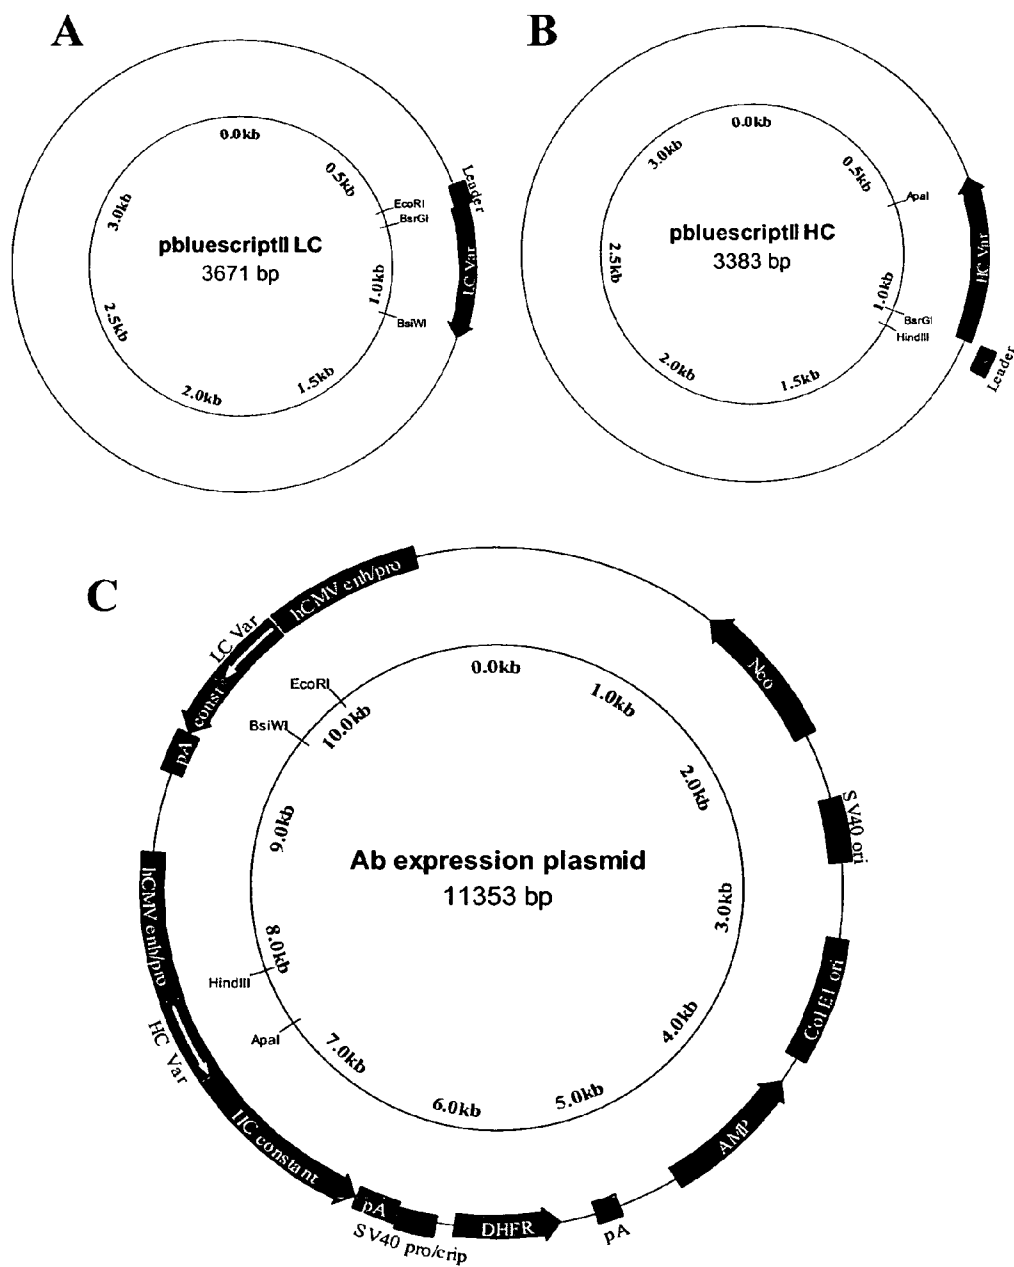 A
0.0kb
0.5kb
Leader
EcoRI
BsrGI
LC Var
1.0kb
BsiWI
1.5kb
2.0kb
2.5kb
3.0kb
pbluescriptII LC
3671 bp
B
0.0kb
0.5kb
ApaI
HC Var
1.0kb
BsrGI
HindIII
Leader
1.5kb
2.0kb
2.5kb
3.0kb
pbluescriptII HC
3383 bp
C
hCMV enh/pro
LC Var
const
pA
EcoRI
BsiWI
0.0kb
1.0kb
2.0kb
3.0kb
4.0kb
5.0kb
6.0kb
7.0kb
8.0kb
9.0kb
10.0kb
Neo
SV40 ori
Col E1 ori
AMP
pA
DHFR
SV40 pro/crip
pA
HC constant
HC Var
hCMV enh/pro
HindIII
ApaI
Ab expression plasmid
11353 bp